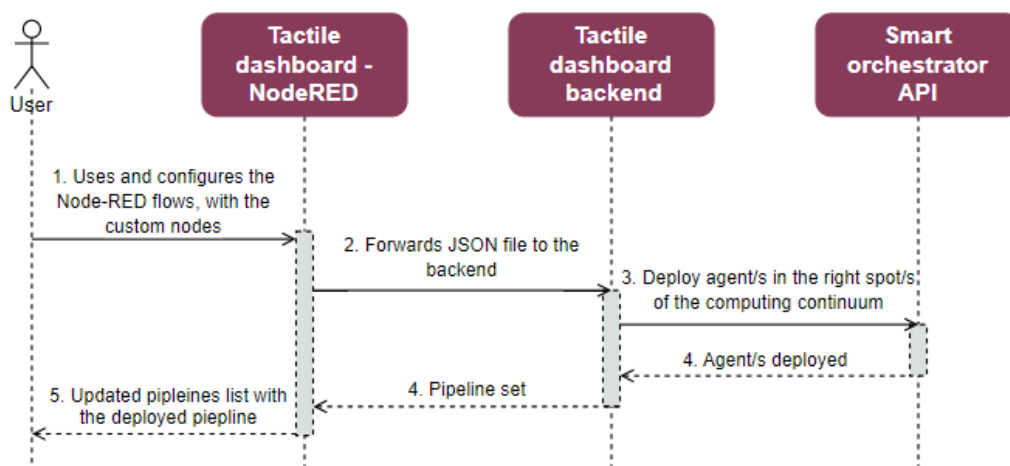 Tactile
dashboard -
NodeRED
Tactile
dashboard
backend
Smart
orchestrator
API
User
1. Uses and configures the
Node-RED flows, with the
custom nodes
2. Forwards JSON file to the
backend
3. Deploy agent/s in the right spot/s
of the computing continuum
4. Agent/s deployed
4. Pipeline set
5. Updated pipleines list with
the deployed piepline